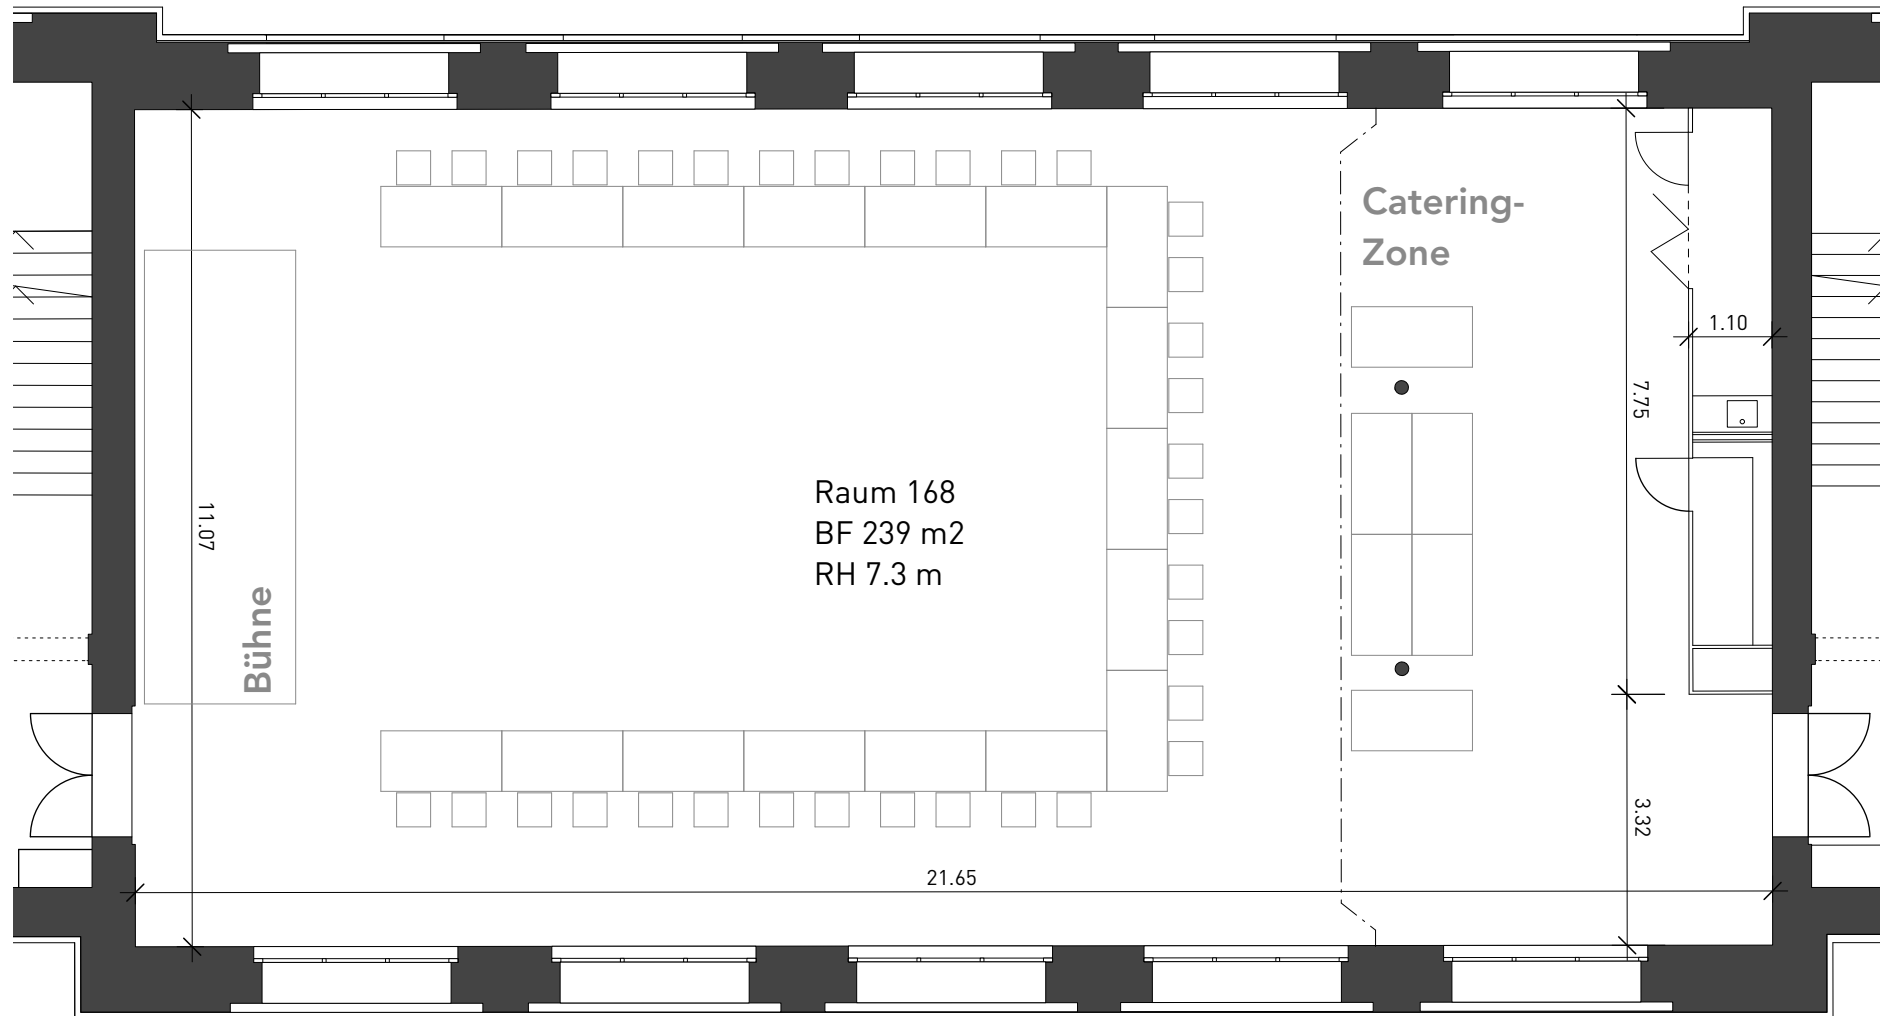 Catering-
Zone
1.10
7.75
Raum 168
BF 239 m2
RH 7.3 m
11.07
Bühne
3.32
21.65